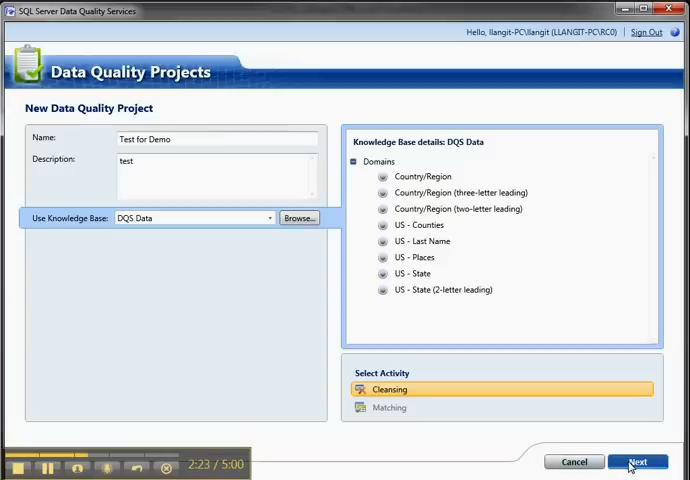 SQL Server Data Quality Services
Hello, llangit-PC\llangit (LLANGIT-PC\RC0) | Sign Out
Data Quality Projects
New Data Quality Project
Name: Test for Demo
Description: test
Use Knowledge Base: DQS Data Browse...
Knowledge Base details: DQS Data
Domains
Country/Region
Country/Region (three-letter leading)
Country/Region (two-letter leading)
US - Counties
US - Last Name
US - Places
US - State
US - State (2-letter leading)
Select Activity
Cleansing
Matching
2:23 / 5:00
Cancel Next